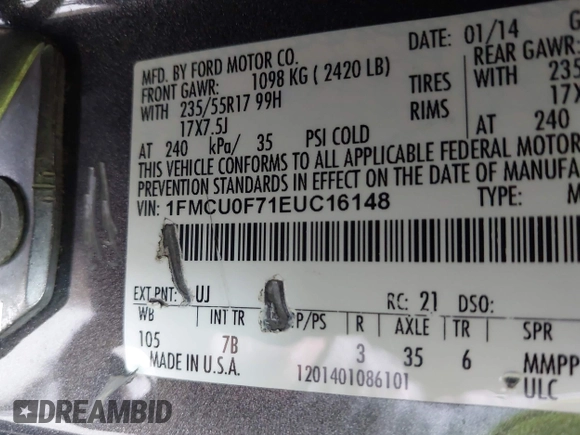 MFD. BY FORD MOTOR CO.
DATE: 01/14
FRONT GAWR: 1098 KG ( 2420 LB)
REAR GAWR:
WITH 235/55R17 99H TIRES WITH 235
17X7.5J RIMS 17X
AT 240 kPa/ 35 PSI COLD AT 240
THIS VEHICLE CONFORMS TO ALL APPLICABLE FEDERAL MOTOR
PREVENTION STANDARDS IN EFFECT ON THE DATE OF MANUFA
VIN: 1FMCU0F71EUC16148 TYPE:
EXT PNT: UJ RC: 21 DSO:
WB INT TR P/PS R AXLE TR SPR
105 7B 3 35 6 MMPP
MADE IN U.S.A. 1201401086101 ULC
DREAMBID